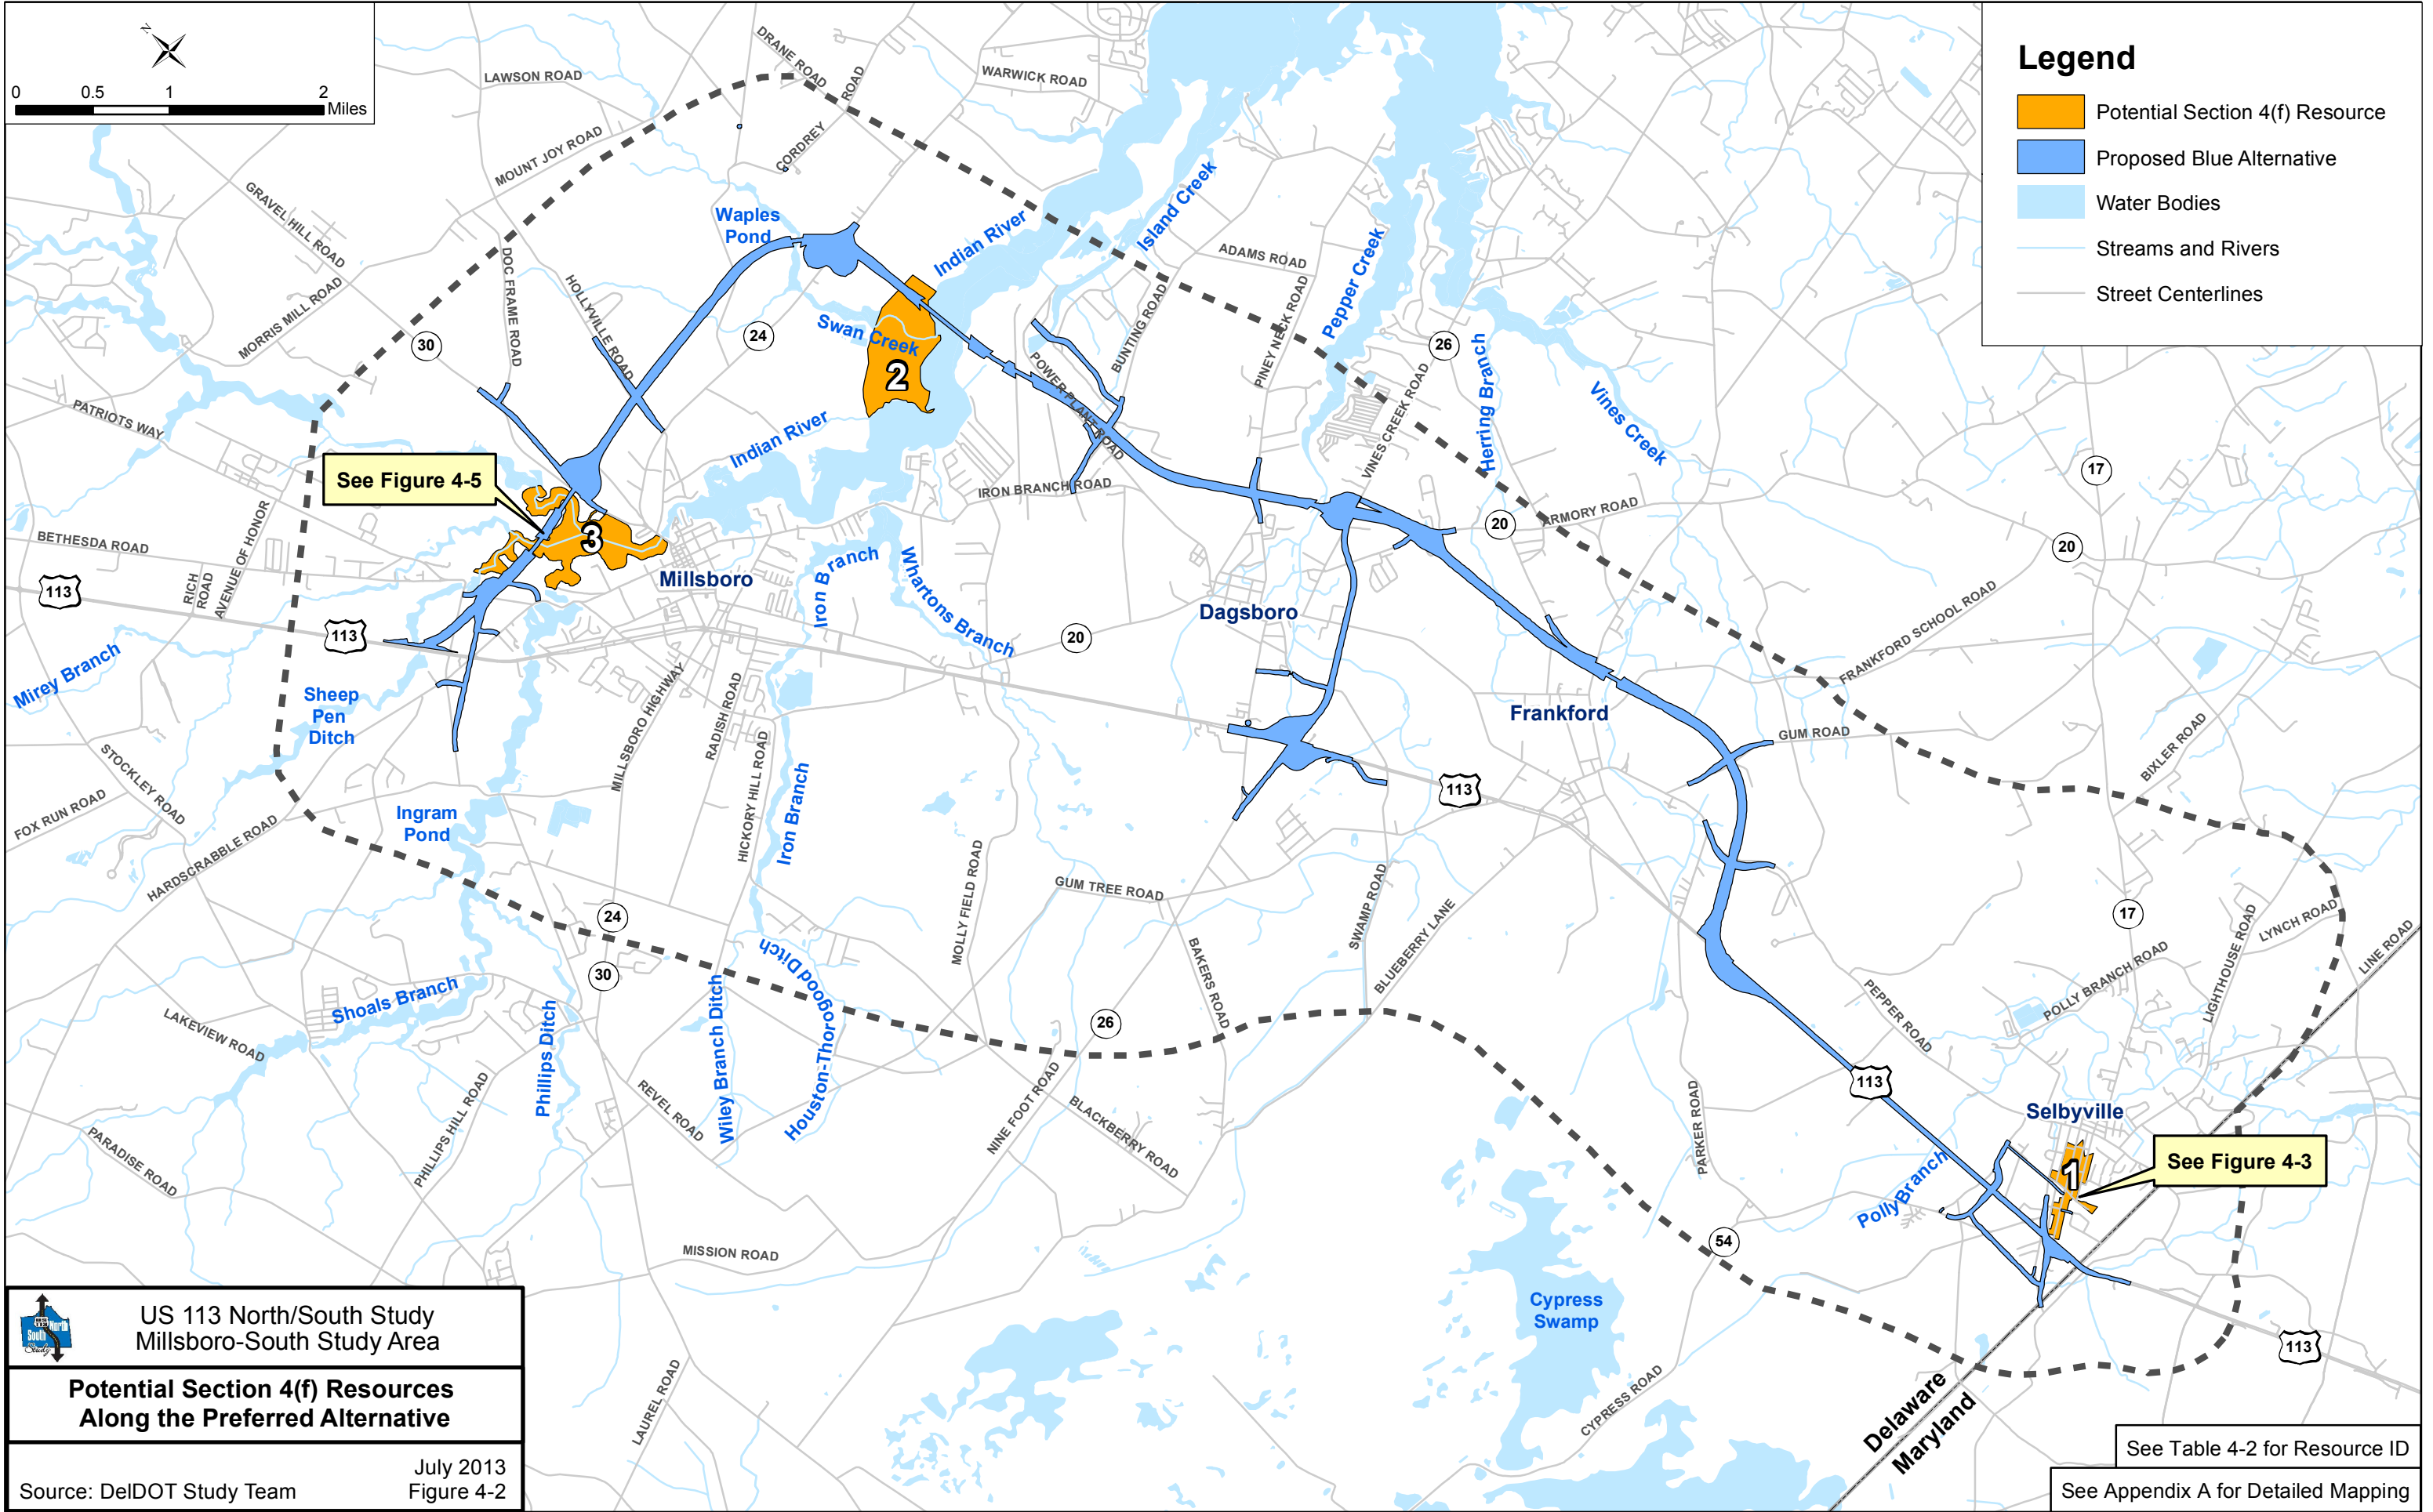 N
0 0.5 1 2
Miles
Legend
Potential Section 4(f) Resource
Proposed Blue Alternative
Water Bodies
Streams and Rivers
Street Centerlines
DRANE ROAD
ROAD
WARWICK ROAD
LAWSON ROAD
CORDREY
MOUNT JOY ROAD
GRAVEL HILL ROAD
MORRIS MILL ROAD
DOC FRAME ROAD
HOLLYVILLE ROAD
Waples
Pond
Indian River
Island Creek
ADAMS ROAD
Pepper Creek
BUNTING ROAD
PINEY NECK ROAD
POWER PLANT ROAD
30
24
Swan Creek
2
26
Herring Branch
VINES CREEK ROAD
Vines Creek
PATRIOTS WAY
Indian River
See Figure 4-5
3
IRON BRANCH ROAD
20
ARMORY ROAD
17
20
BETHESDA ROAD
RICH
ROAD
AVENUE OF HONOR
113
113
Millsboro
Iron Branch
Whartons Branch
20
Dagsboro
FRANKFORD SCHOOL ROAD
Mirey Branch
Sheep
Pen
Ditch
MILLSBORO HIGHWAY
RADISH ROAD
HICKORY HILL ROAD
Iron Branch
Frankford
GUM ROAD
BIXLER ROAD
113
STOCKLEY ROAD
FOX RUN ROAD
HARDSCRABBLE ROAD
Ingram
Pond
MOLLY FIELD ROAD
GUM TREE ROAD
SWAMP ROAD
BLUEBERRY LANE
BAKERS ROAD
24
30
17
LYNCH ROAD
LIGHTHOUSE ROAD
LINE ROAD
POLLY BRANCH ROAD
PEPPER ROAD
Shoals Branch
LAKEVIEW ROAD
Phillips Ditch
Wiley Branch Ditch
Houston-Thorogood Ditch
26
NINE FOOT ROAD
BLACKBERRY ROAD
REVEL ROAD
PHILLIPS HILL ROAD
PARADISE ROAD
113
PARKER ROAD
Selbyville
1
See Figure 4-3
Polly Branch
54
MISSION ROAD
Cypress
Swamp
CYPRESS ROAD
LAUREL ROAD
113
Delaware
Maryland
South North
Study
US 113 North/South Study
Millsboro-South Study Area
Potential Section 4(f) Resources
Along the Preferred Alternative
July 2013
Source: DelDOT Study Team Figure 4-2
See Table 4-2 for Resource ID
See Appendix A for Detailed Mapping